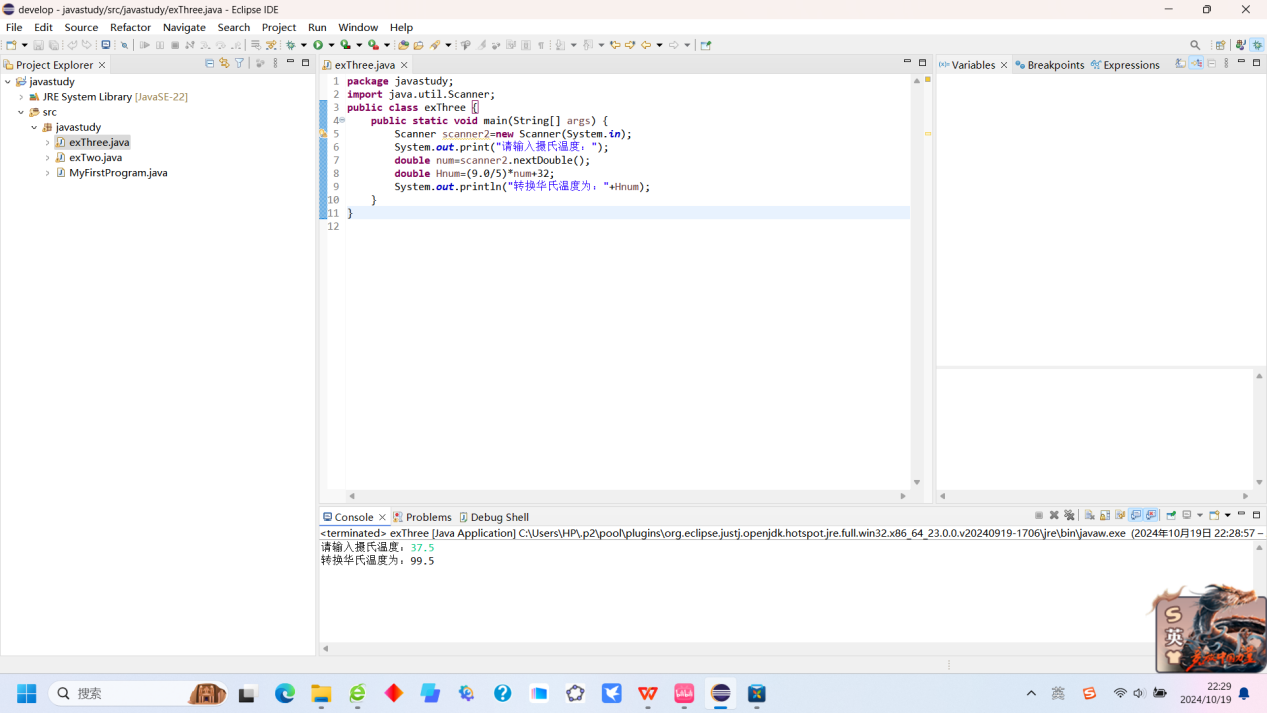 develop - javastudy/src/javastudy/exThree.java - Eclipse IDE
File Edit Source Refactor Navigate Search Project Run Window Help
Project Explorer
javastudy
JRE System Library [JavaSE-22]
src
javastudy
exThree.java
exTwo.java
MyFirstProgram.java
exThree.java
1 package javastudy;
2 import java.util.Scanner;
3 public class exThree {
4 public static void main(String[] args) {
5 Scanner scanner2=new Scanner(System.in);
6 System.out.print("请输入摄氏温度：");
7 double num=scanner2.nextDouble();
8 double Hnum=(9.0/5)*num+32;
9 System.out.println("转换华氏温度为："+Hnum);
10 }
11 }
12
Variables Breakpoints Expressions
Console Problems Debug Shell
<terminated> exThree [Java Application] C:\Users\HP\.p2\pool\plugins\org.eclipse.justj.openjdk.hotspot.jre.full.win32.x86_64_23.0.0.v20240919-1706\jre\bin\javaw.exe (2024年10月19日 22:28:57 –
请输入摄氏温度：37.5
转换华氏温度为：99.5
S
英
搜索
英
22:29
2024/10/19